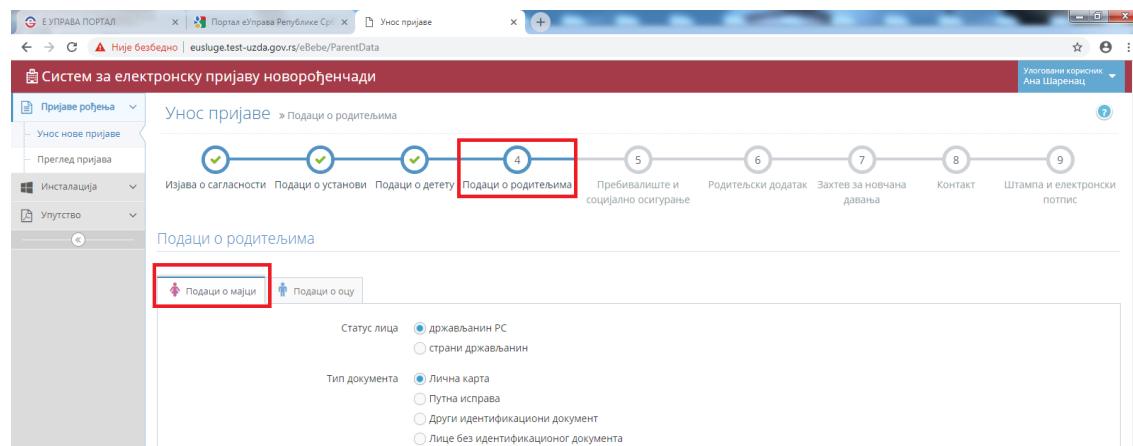 Е УПРАВА ПОРТАЛ
Портал еУправа Републике Срб
Унос пријаве
Није безбедно | eusluge.test-uzda.gov.rs/eBebe/ParentData
Систем за електронску пријаву новорођенчади
Улоговани корисник
Ана Шаренац
Пријаве рођења
Унос нове пријаве
Преглед пријава
Инсталација
Упутство
Унос пријаве » Подаци о родитељима
4 5 6 7 8 9
Изјава о сагласности Подаци о установи Подаци о детету Подаци о родитељима Пребивалиште и Родитељски додатак Захтев за новчана Контакт Штампа и електронски
социјално осигурање давања потпис
Подаци о родитељима
Подаци о мајци Подаци о оцу
Статус лица држављанин РС
страни држављанин
Тип документа Лична карта
Путна исправа
Други идентификациони документ
Лице без идентификационог документа